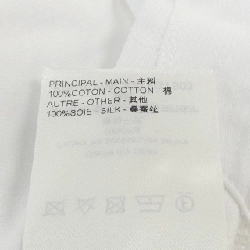 PRINCIPAL - MAIN - 主料
100%COTON - COTTON 棉
AUTRE - OTHER - 其他
100%SOIE - SILK - 桑蚕丝